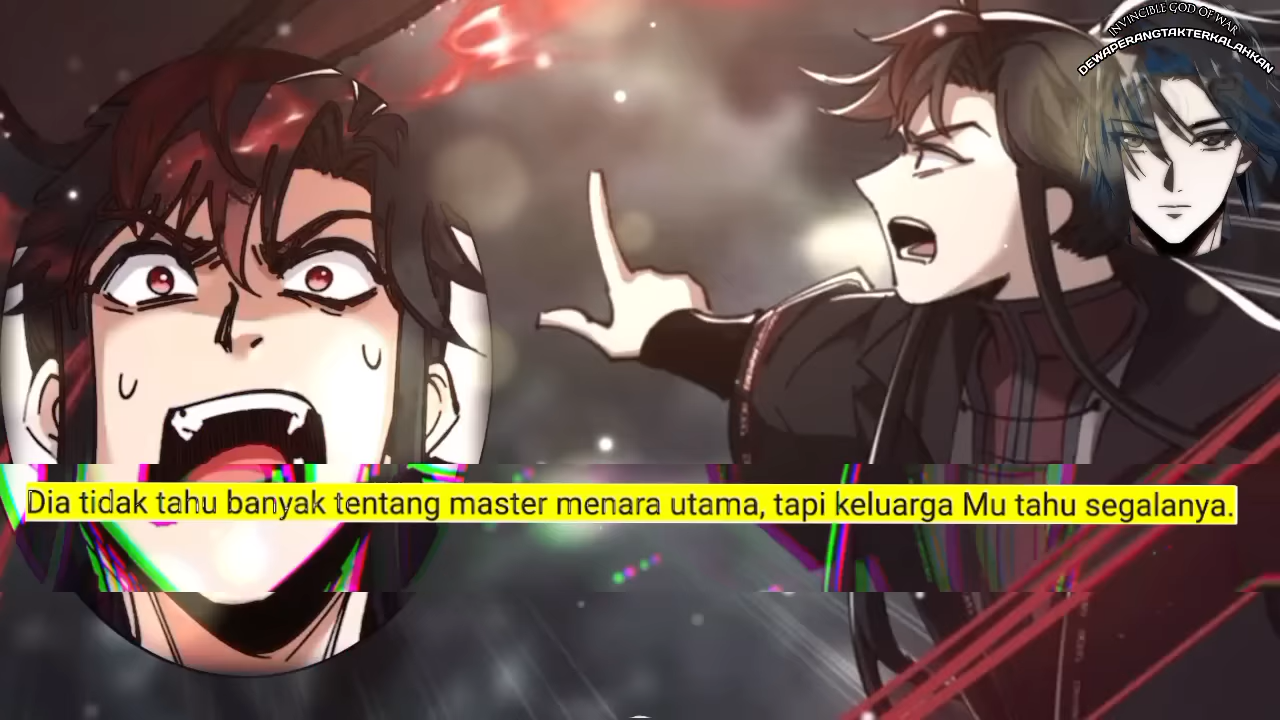 INVINCIBLE GOD OF WAR
DEWAPERANGTAKTERKALAHKAN
Dia tidak tahu banyak tentang master menara utama, tapi keluarga Mu tahu segalanya.